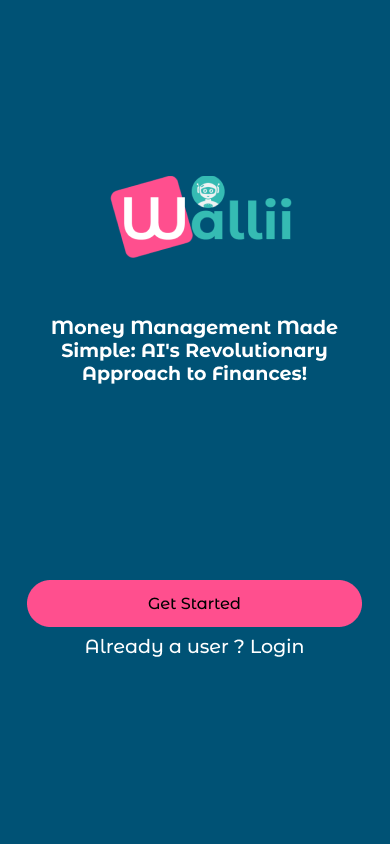 Wallii
Money Management Made
Simple: AI's Revolutionary
Approach to Finances!
Get Started
Already a user ? Login